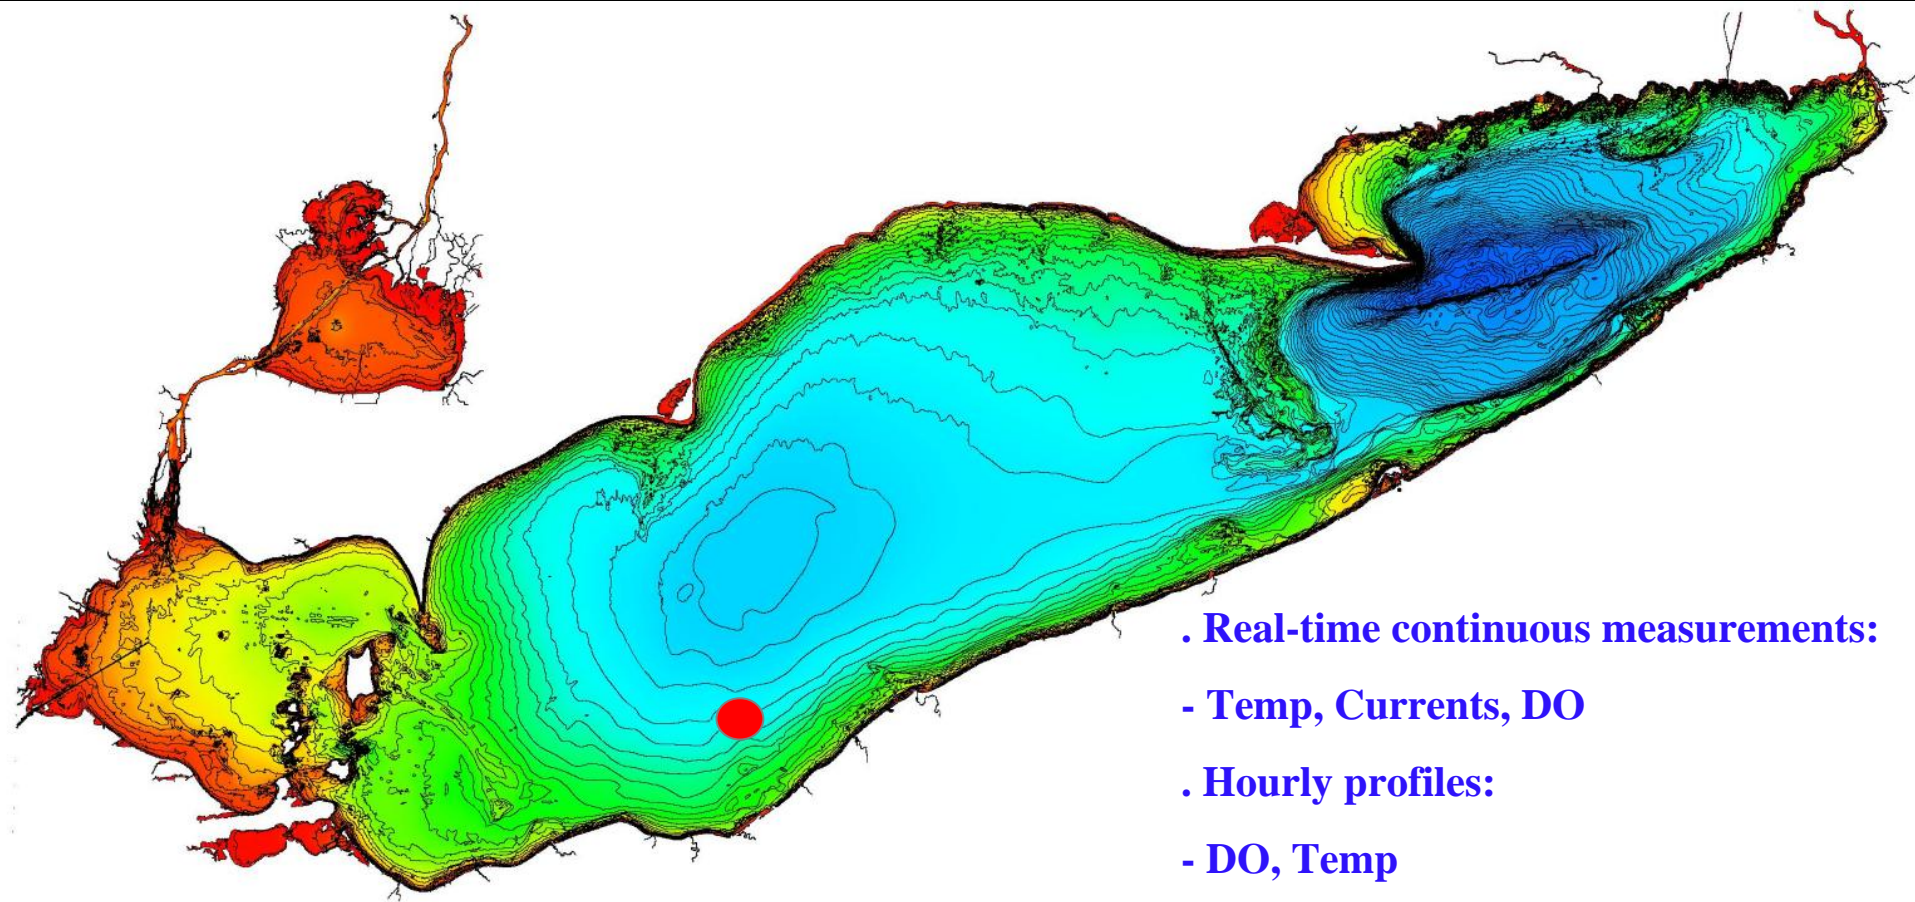 . Real-time continuous measurements:
- Temp, Currents, DO
. Hourly profiles:
- DO, Temp